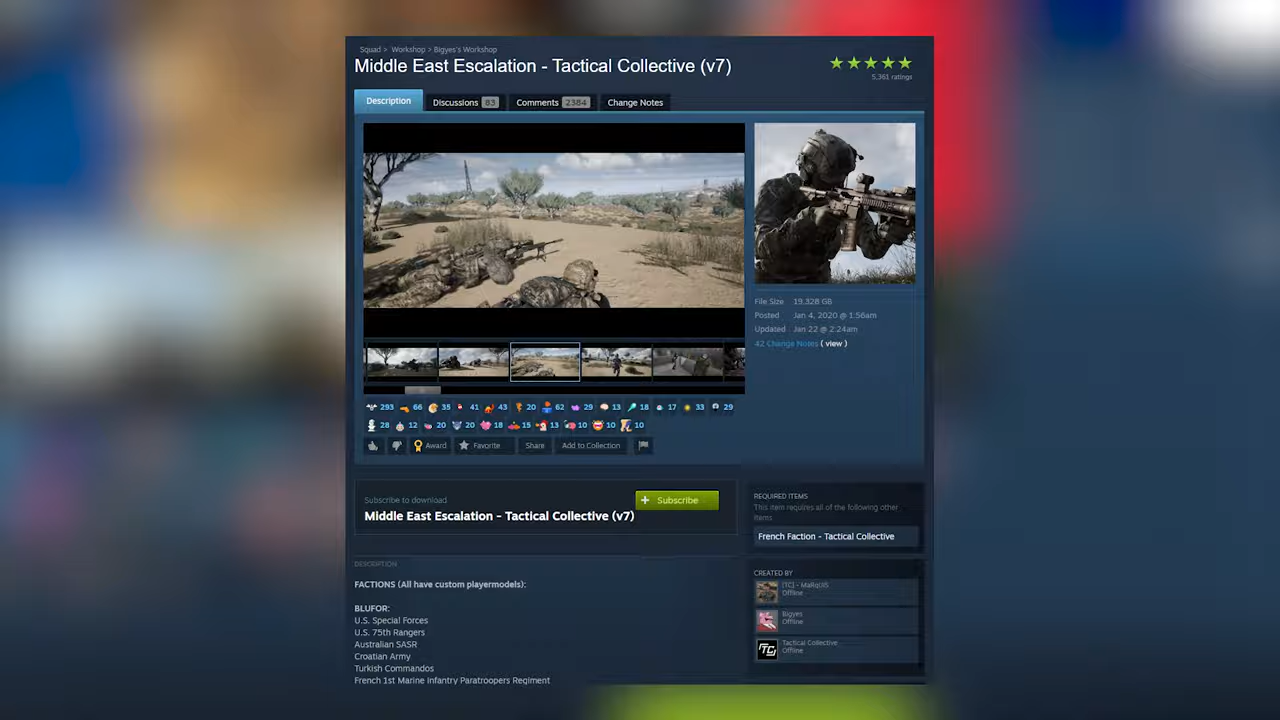 Squad > Workshop > Bigyes's Workshop
Middle East Escalation - Tactical Collective (v7)
5,361 ratings
Description
Discussions 83
Comments 2384
Change Notes
File Size 19.328 GB
Posted Jan 4, 2020 @ 1:56am
Updated Jan 22 @ 2:24am
42 Change Notes ( view )
293 66 35 41 43 20 62 29 13 18 17 33 29
28 12 20 20 18 15 13 10 10 10
Award
Favorite
Share
Add to Collection
Subscribe to download
Middle East Escalation - Tactical Collective (v7)
+ Subscribe
REQUIRED ITEMS
This item requires all of the following other
items
French Faction - Tactical Collective
DESCRIPTION
FACTIONS (All have custom playermodels):
BLUFOR:
U.S. Special Forces
U.S. 75th Rangers
Australian SASR
Croatian Army
Turkish Commandos
French 1st Marine Infantry Paratroopers Regiment
CREATED BY
[TC] - MaRqUIS
Offline
Bigyes
Offline
Tactical Collective
Offline
TG